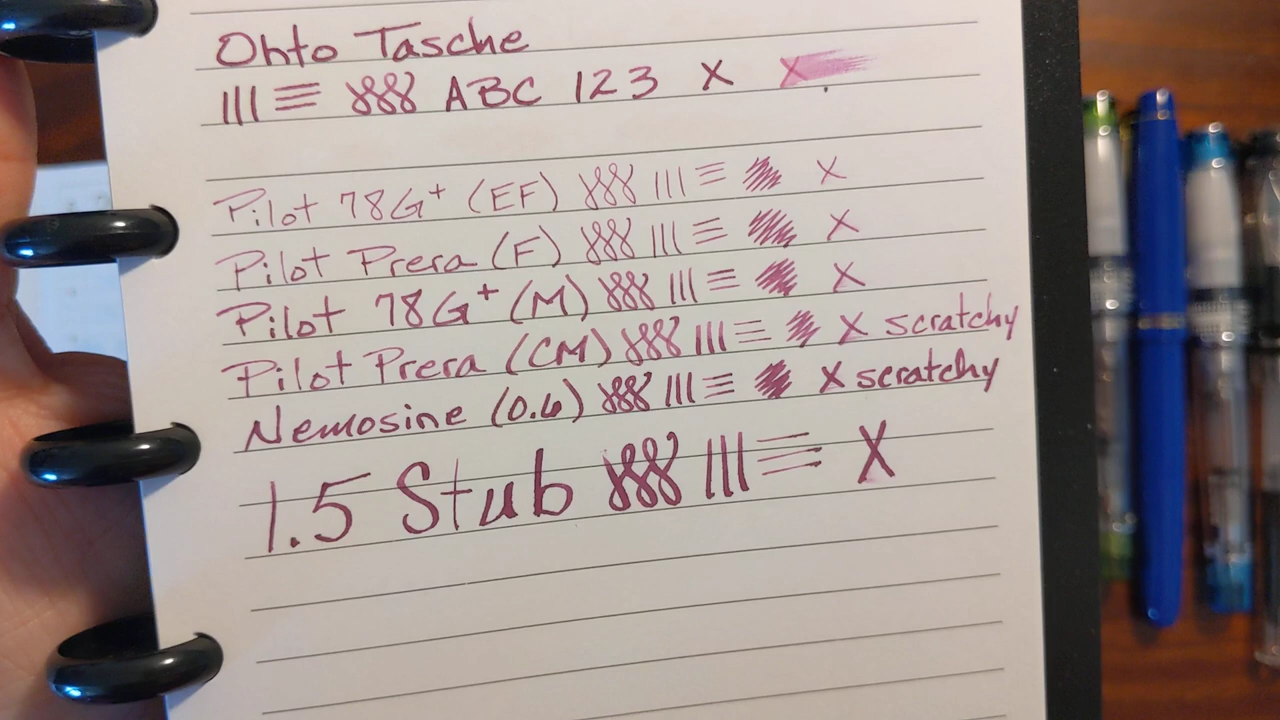 Ohto Tasche
ABC 123 X X
Pilot 78G+ (EF) X
Pilot Prera (F) X
Pilot 78G+ (M) X
Pilot Prera (CM) X scratchy
Nemosine (0.6) X scratchy
1.5 Stub X